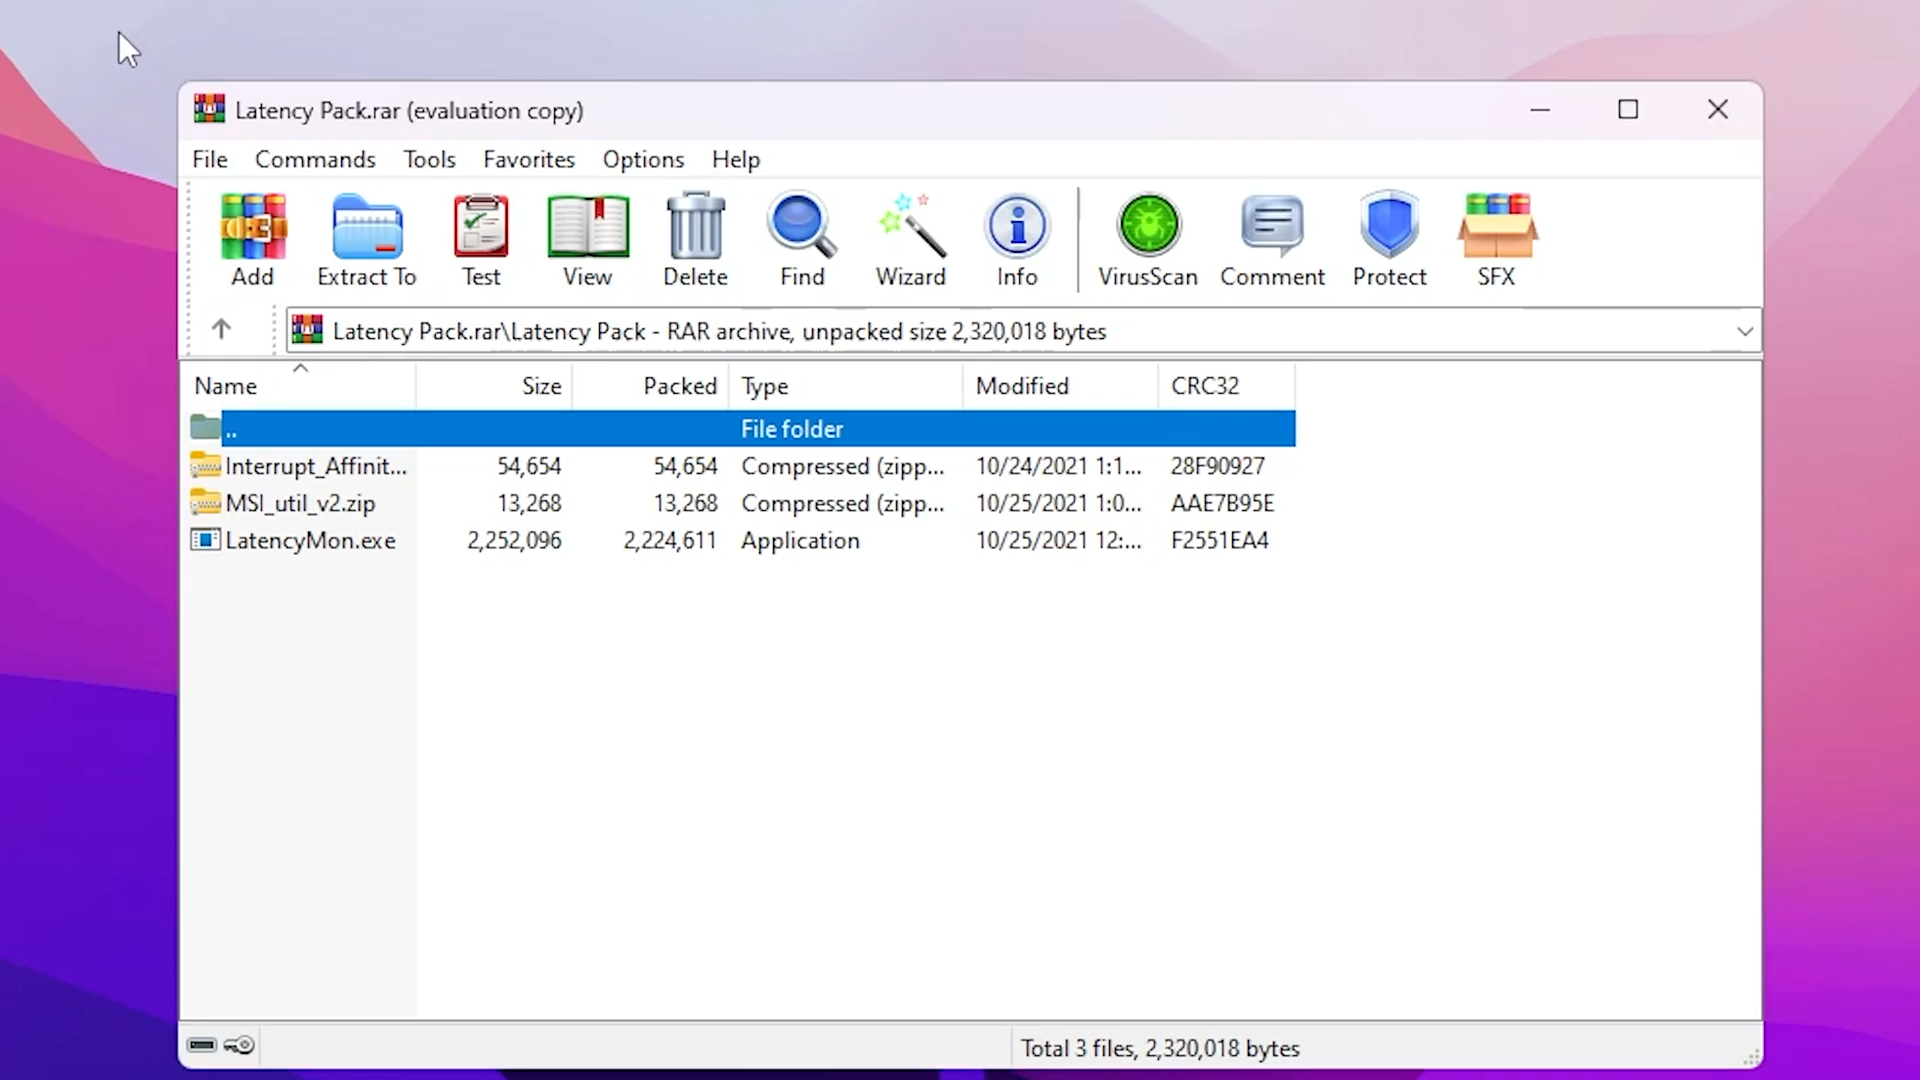 Latency Pack.rar (evaluation copy)
File Commands Tools Favorites Options Help
Add Extract To Test View Delete Find Wizard Info VirusScan Comment Protect SFX
Latency Pack.rar\Latency Pack - RAR archive, unpacked size 2,320,018 bytes
Name Size Packed Type Modified CRC32
.. File folder
Interrupt_Affinit... 54,654 54,654 Compressed (zipp... 10/24/2021 1:1... 28F90927
MSI_util_v2.zip 13,268 13,268 Compressed (zipp... 10/25/2021 1:0... AAE7B95E
LatencyMon.exe 2,252,096 2,224,611 Application 10/25/2021 12:... F2551EA4
Total 3 files, 2,320,018 bytes